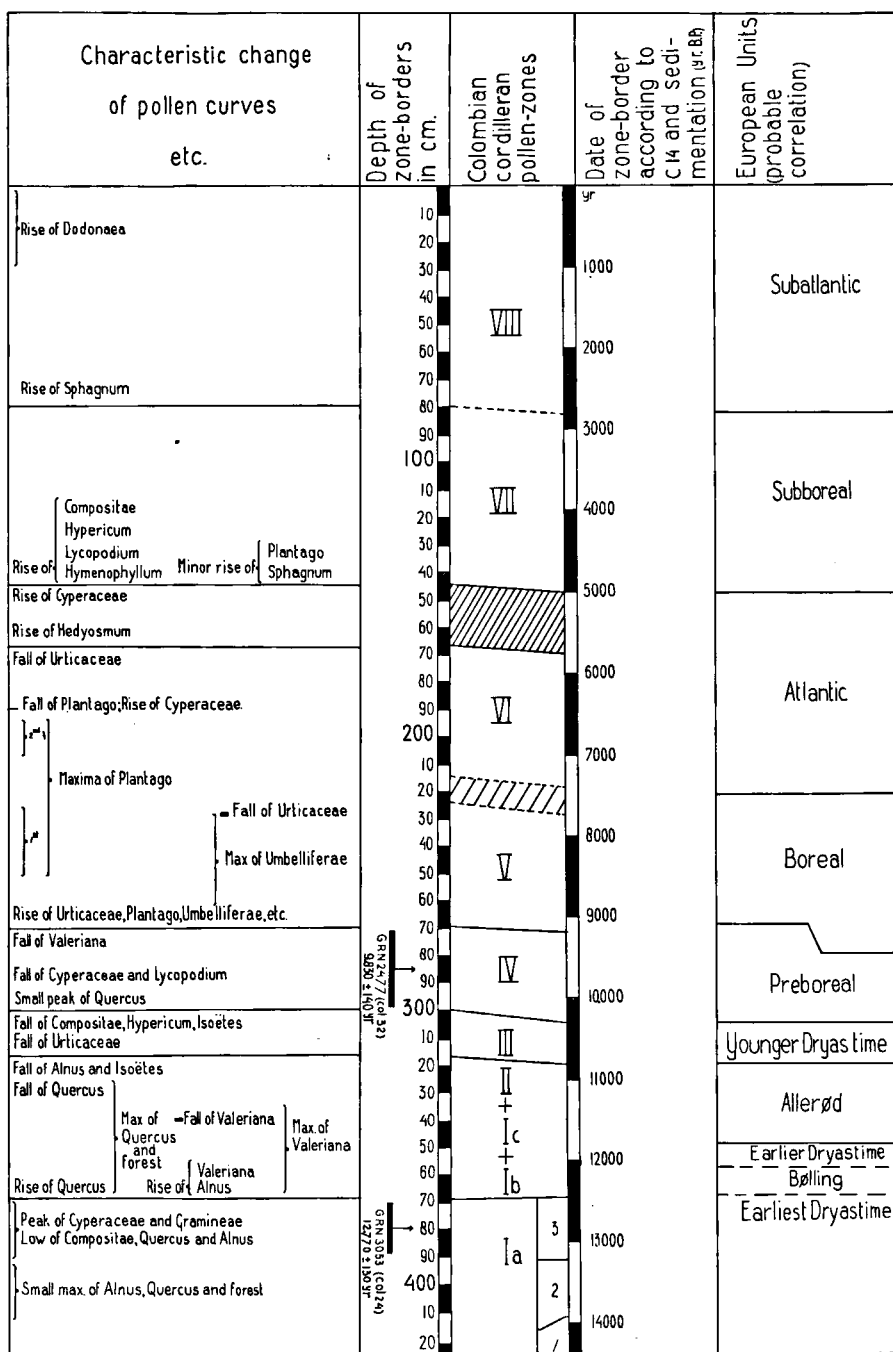 Characteristic change
of pollen curves
etc.
Depth of
zone-borders
in cm.
Colombian
cordilleran
pollen-zones
Date of
zone-border
according to
C14 and sedi-
mentation (yr. B.P.)
European Units
(probable
correlation)
Rise of Dodonaea
Rise of Sphagnum
Compositae
Hypericum
Lycopodium
Rise of Hymenophyllum
Minor rise of
Plantago
Sphagnum
Rise of Cyperaceae
Rise of Hedyosmum
Fall of Urticaceae
Fall of Plantago; Rise of Cyperaceae.
Maxima of Plantago
Fall of Urticaceae
Max of Umbelliferae
Rise of Urticaceae, Plantago, Umbelliferae, etc.
Fall of Valeriana
Fall of Cyperaceae and Lycopodium
Small peak of Quercus
Fall of Compositae, Hypericum, Isoëtes
Fall of Urticaceae
Fall of Alnus and Isoëtes
Fall of Quercus
Max of
Quercus
and
forest
Fall of Valeriana
Max. of
Valeriana
Rise of Quercus
Rise of
Valeriana
Alnus
Peak of Cyperaceae and Gramineae
Low of Compositae, Quercus and Alnus
Small max. of Alnus, Quercus and forest
10
20
30
40
50
60
70
80
90
100
10
20
30
40
50
60
70
80
90
200
10
20
30
40
50
60
70
80
90
300
10
20
30
40
50
60
70
80
90
400
10
20
GRN 2477 (Col 32)
9830 ± 140 yr
GRN 3053 (Col 24)
12,770 ± 150 yr
VIII
VII
VI
V
IV
III
II
+
Ic
+
Ib
Ia
3
2
1
yr
1000
2000
3000
4000
5000
6000
7000
8000
9000
10000
11000
12000
13000
14000
Subatlantic
Subboreal
Atlantic
Boreal
Preboreal
Younger Dryas time
Allerød
Earlier Dryastime
Bølling
Earliest Dryastime